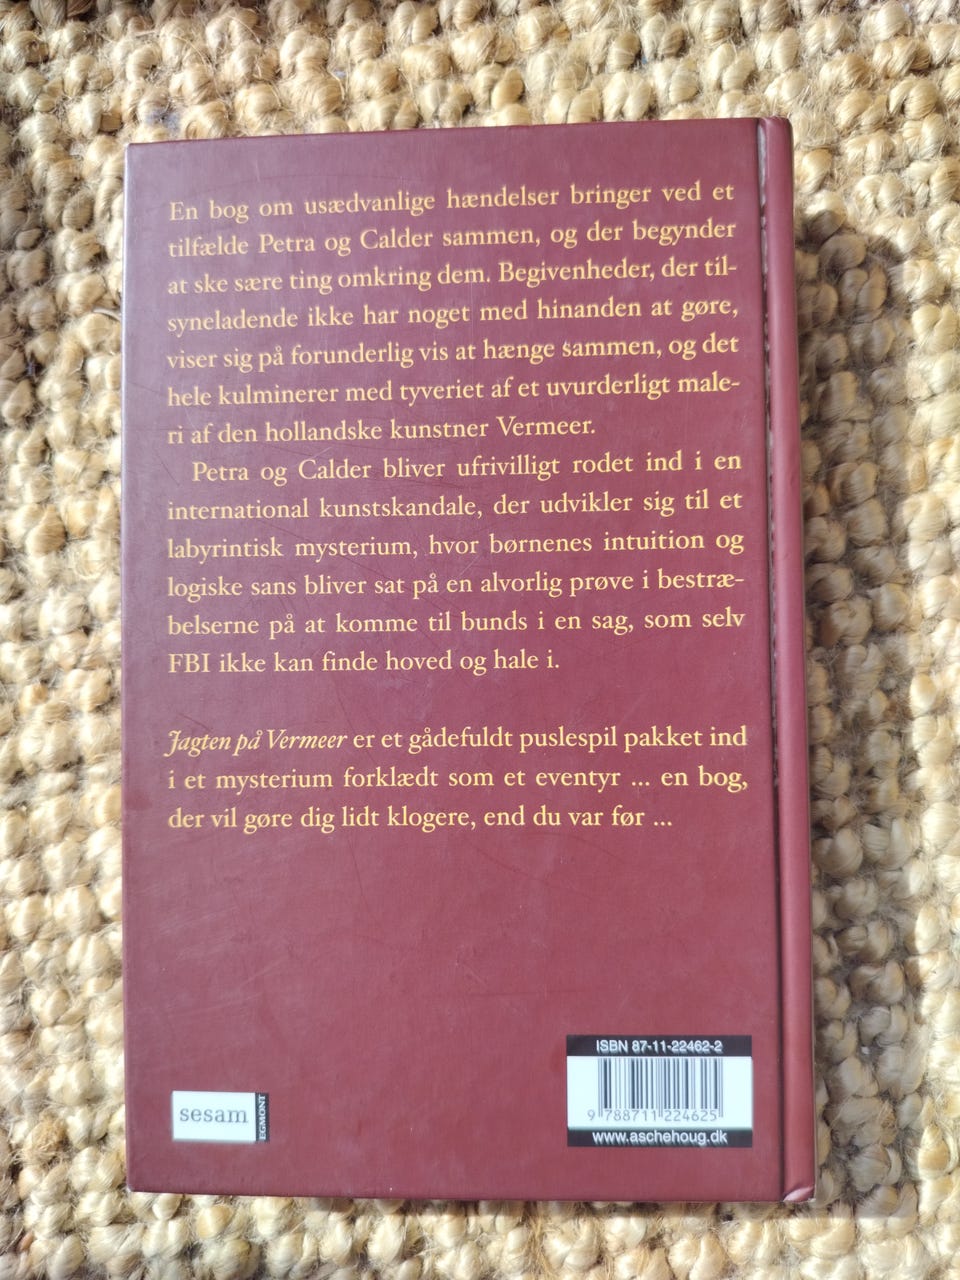 En bog om usædvanlige hændelser bringer ved et
tilfælde Petra og Calder sammen, og der begynder
at ske sære ting omkring dem. Begivenheder, der til-
syneladende ikke har noget med hinanden at gøre,
viser sig på forunderlig vis at hænge sammen, og det
hele kulminerer med tyveriet af et uvurderligt male-
ri af den hollandske kunstner Vermeer.
Petra og Calder bliver ufrivilligt rodet ind i en
international kunstskandale, der udvikler sig til et
labyrintisk mysterium, hvor børnenes intuition og
logiske sans bliver sat på en alvorlig prøve i bestræ-
belserne på at komme til bunds i en sag, som selv
FBI ikke kan finde hoved og hale i.
Jagten på Vermeer er et gådefuldt puslespil pakket ind
i et mysterium forklædt som et eventyr ... en bog,
der vil gøre dig lidt klogere, end du var før ...
ISBN 87-11-22462-2
9 788711 224625
www.aschehoug.dk
sesam
EGMONT